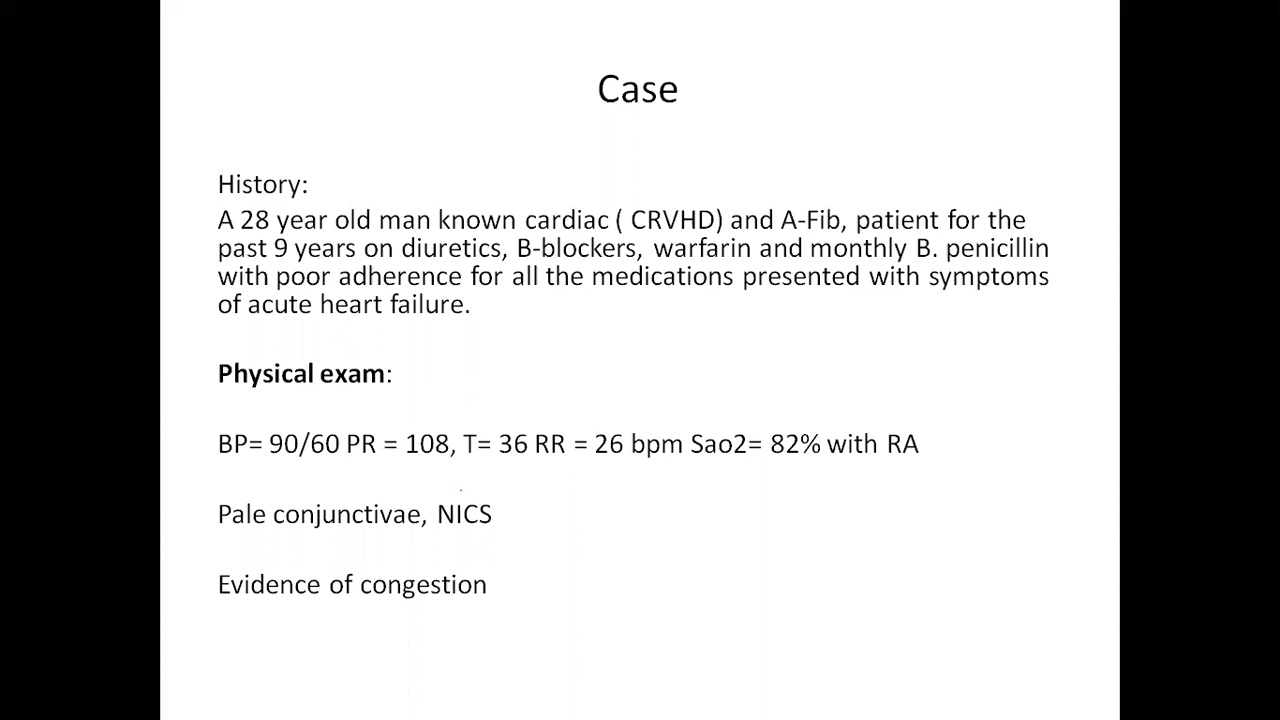 Case
History:
A 28 year old man known cardiac ( CRVHD) and A-Fib, patient for the
past 9 years on diuretics, B-blockers, warfarin and monthly B. penicillin
with poor adherence for all the medications presented with symptoms
of acute heart failure.
Physical exam:
BP= 90/60 PR = 108, T= 36 RR = 26 bpm Sao2= 82% with RA
Pale conjunctivae, NICS
Evidence of congestion